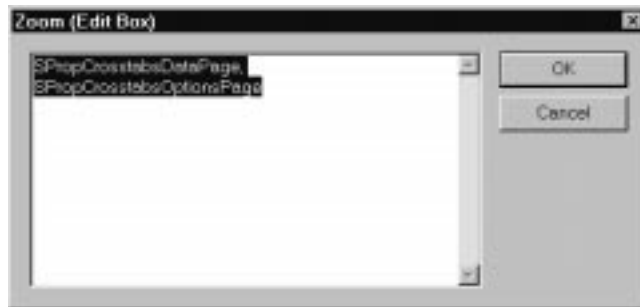 Zoom (Edit Box)
SPropCrosstabsDataPage,
SPropCrosstabsOptionsPage
OK
Cancel